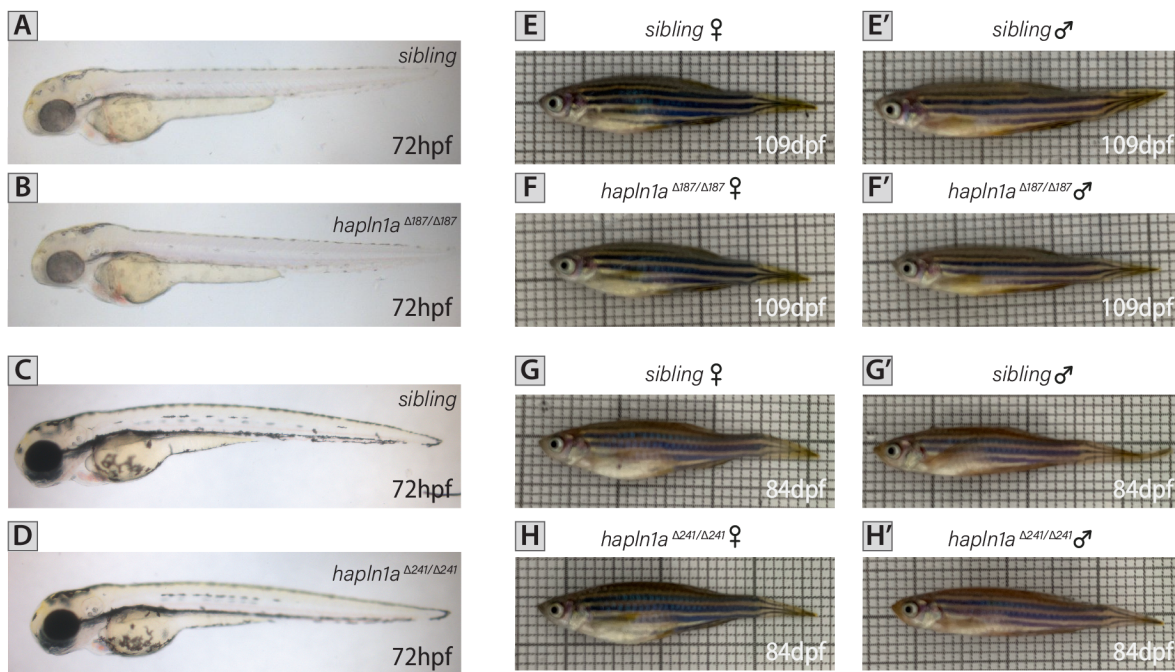 A
sibling
72hpf
B
hapln1a Δ187/Δ187
72hpf
C
sibling
72hpf
D
hapln1a Δ241/Δ241
72hpf
E
sibling ♀
109dpf
E′
sibling ♂
109dpf
F
hapln1a Δ187/Δ187 ♀
109dpf
F′
hapln1a Δ187/Δ187 ♂
109dpf
G
sibling ♀
84dpf
G′
sibling ♂
84dpf
H
hapln1a Δ241/Δ241 ♀
84dpf
H′
hapln1a Δ241/Δ241 ♂
84dpf